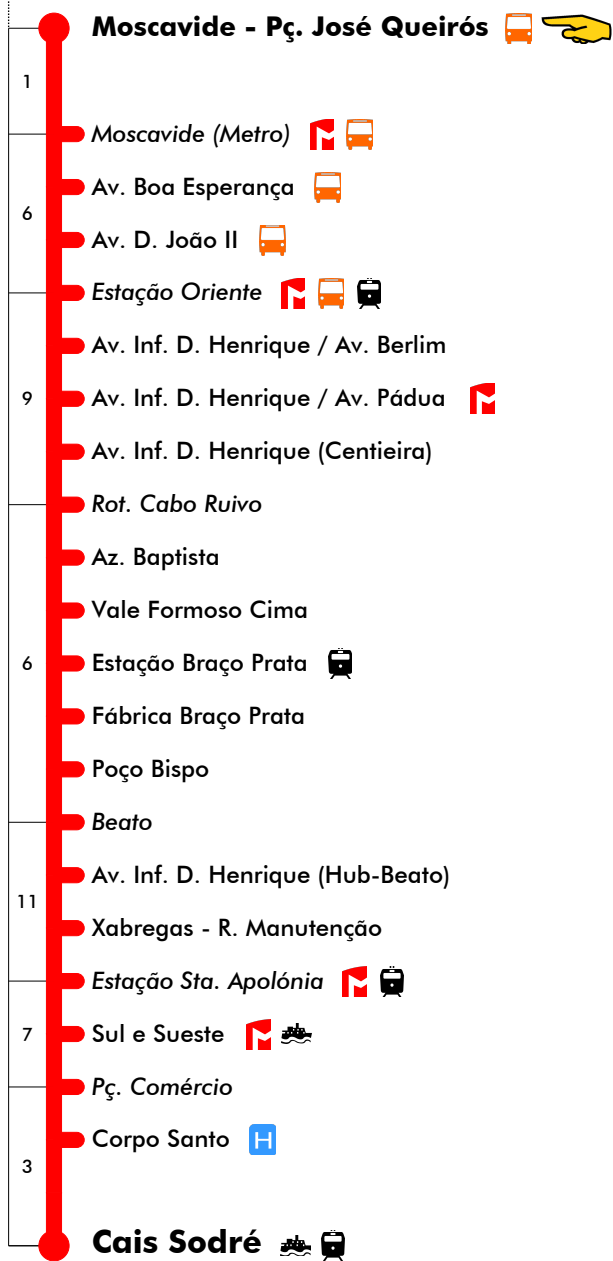 Moscavide - Pç. José Queirós
1
Moscavide (Metro)
Av. Boa Esperança
6
Av. D. João II
Estação Oriente
Av. Inf. D. Henrique / Av. Berlim
9
Av. Inf. D. Henrique / Av. Pádua
Av. Inf. D. Henrique (Centieira)
Rot. Cabo Ruivo
Az. Baptista
Vale Formoso Cima
6
Estação Braço Prata
Fábrica Braço Prata
Poço Bispo
Beato
Av. Inf. D. Henrique (Hub-Beato)
11
Xabregas - R. Manutenção
Estação Sta. Apolónia
7
Sul e Sueste
Pç. Comércio
Corpo Santo H
3
Cais Sodré